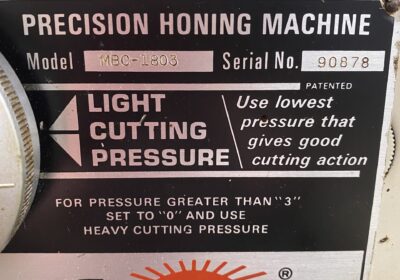 PRECISION HONING MACHINE
Model MBC-1803 Serial No. 90878
PATENTED
LIGHT CUTTING PRESSURE
Use lowest pressure that gives good cutting action
FOR PRESSURE GREATER THAN "3"
SET TO "0" AND USE
HEAVY CUTTING PRESSURE
®